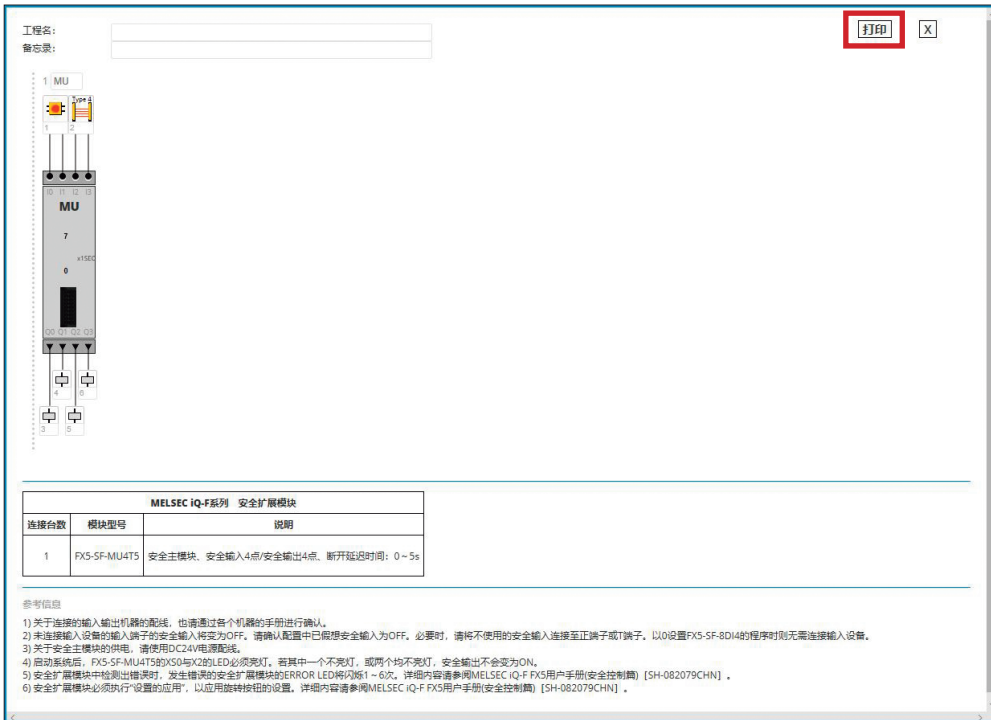 工程名：
打印
X
备忘录：
1 MU
Type 4
1 2
I0 I1 I2 I3
MU
7
x1SEC
0
Q0 Q1 Q2 Q3
4 6
3 5
MELSEC iQ-F系列 安全扩展模块
连接台数 模块型号 说明
1 FX5-SF-MU4T5 安全主模块、安全输入4点/安全输出4点、断开延迟时间：0～5s
参考信息
1) 关于连接的输入输出机器的配线，也请通过各个机器的手册进行确认。
2) 未连接输入设备的输入端子的安全输入将变为OFF。请确认配置中已假想安全输入为OFF。必要时，请将不使用的安全输入连接至正端子或T端子。以0设置FX5-SF-8DI4的程序时则无需连接输入设备。
3) 关于安全主模块的供电，请使用DC24V电源配线。
4) 启动系统后，FX5-SF-MU4T5的XS0与X2的LED必须亮灯。若其中一个不亮灯，或两个均不亮灯，安全输出不会变为ON。
5) 安全扩展模块中检测出错误时，发生错误的安全扩展模块的ERROR LED将闪烁1～6次。详细内容请参阅MELSEC iQ-F FX5用户手册(安全控制篇) [SH-082079CHN] 。
6) 安全扩展模块必须执行“设置的应用”，以应用旋转按钮的设置。详细内容请参阅MELSEC iQ-F FX5用户手册(安全控制篇) [SH-082079CHN] 。